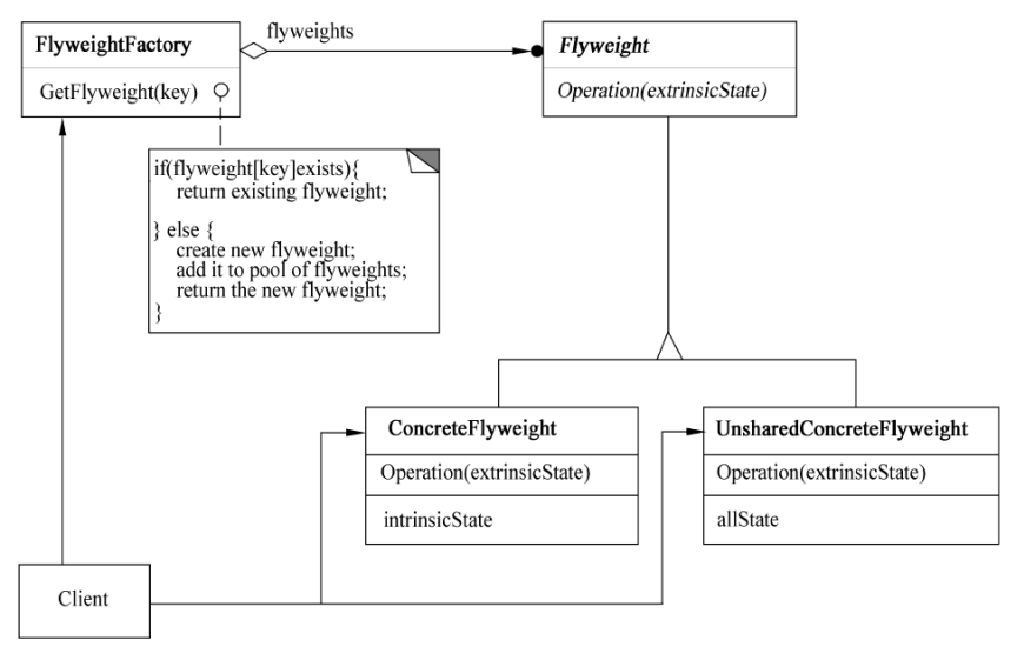 FlyweightFactory
GetFlyweight(key)
flyweights
Flyweight
Operation(extrinsicState)
if(flyweight[key]exists){
return existing flyweight;
} else {
create new flyweight;
add it to pool of flyweights;
return the new flyweight;
}
ConcreteFlyweight
Operation(extrinsicState)
intrinsicState
UnsharedConcreteFlyweight
Operation(extrinsicState)
allState
Client